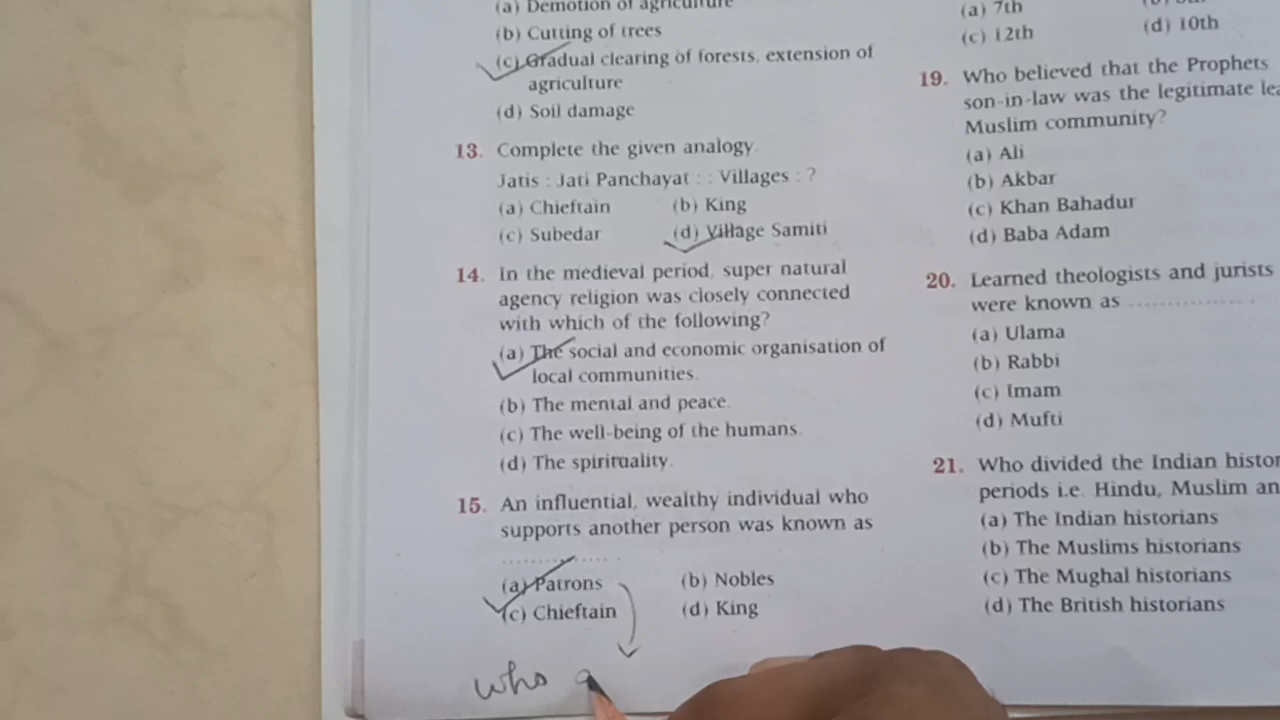 (a) Demotion of agriculture
(b) Cutting of trees
(c) Gradual clearing of forests, extension of
agriculture
(d) Soil damage
13. Complete the given analogy.
Jatis : Jati Panchayat : : Villages : ?
(a) Chieftain (b) King
(c) Subedar (d) Village Samiti
14. In the medieval period, super natural
agency religion was closely connected
with which of the following?
(a) The social and economic organisation of
local communities.
(b) The mental and peace.
(c) The well-being of the humans.
(d) The spirituality.
15. An influential, wealthy individual who
supports another person was known as
..............
(a) Patrons (b) Nobles
(c) Chieftain (d) King
who
(a) 7th
(c) 12th (d) 10th
19. Who believed that the Prophets
son-in-law was the legitimate
Muslim community?
(a) Ali
(b) Akbar
(c) Khan Bahadur
(d) Baba Adam
20. Learned theologists and jurists
were known as ..............
(a) Ulama
(b) Rabbi
(c) Imam
(d) Mufti
21. Who divided the Indian
periods i.e. Hindu, Muslim
(a) The Indian historians
(b) The Muslims historians
(c) The Mughal historians
(d) The British historians